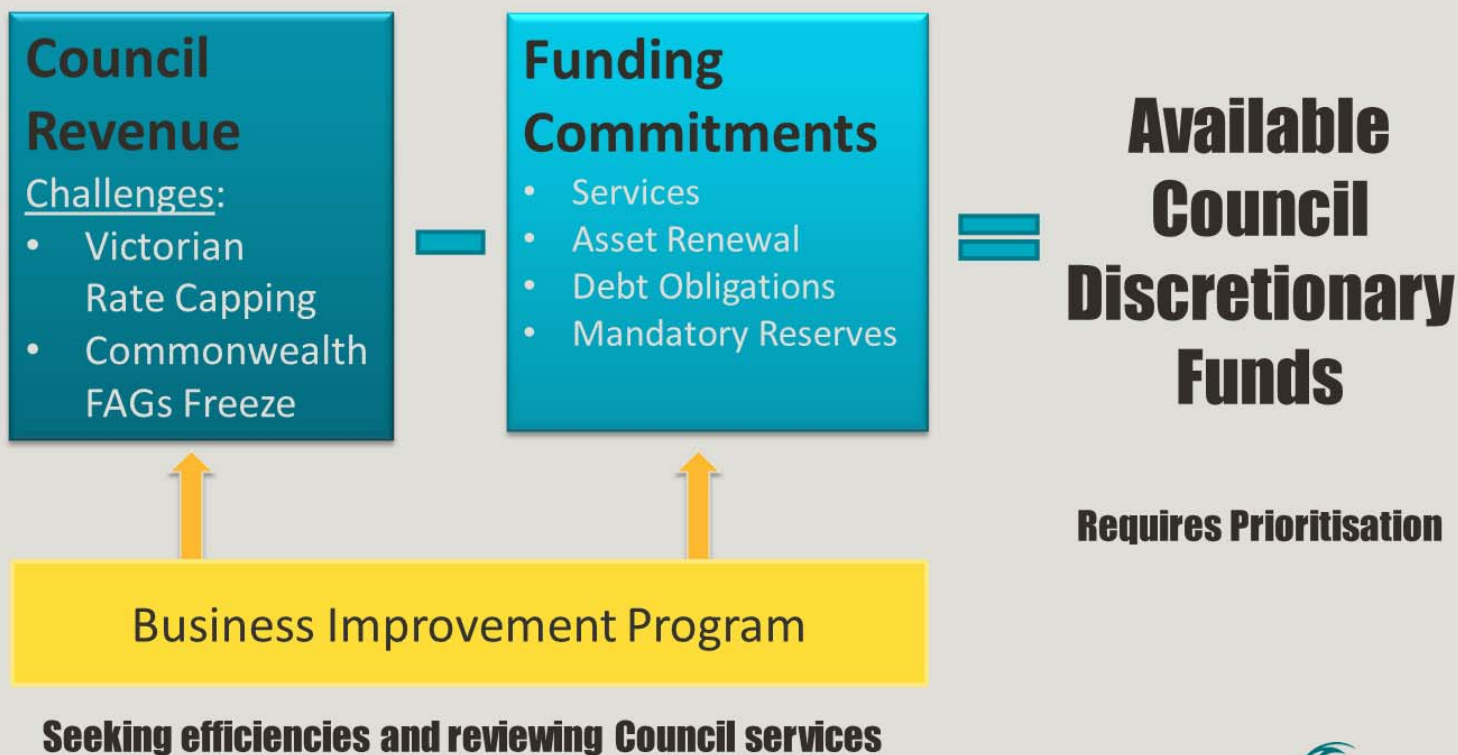 Council
Revenue
Challenges:
• Victorian
Rate Capping
• Commonwealth
FAGs Freeze
Funding
Commitments
• Services
• Asset Renewal
• Debt Obligations
• Mandatory Reserves
Available
Council
Discretionary
Funds
Requires Prioritisation
Business Improvement Program
Seeking efficiencies and reviewing Council services